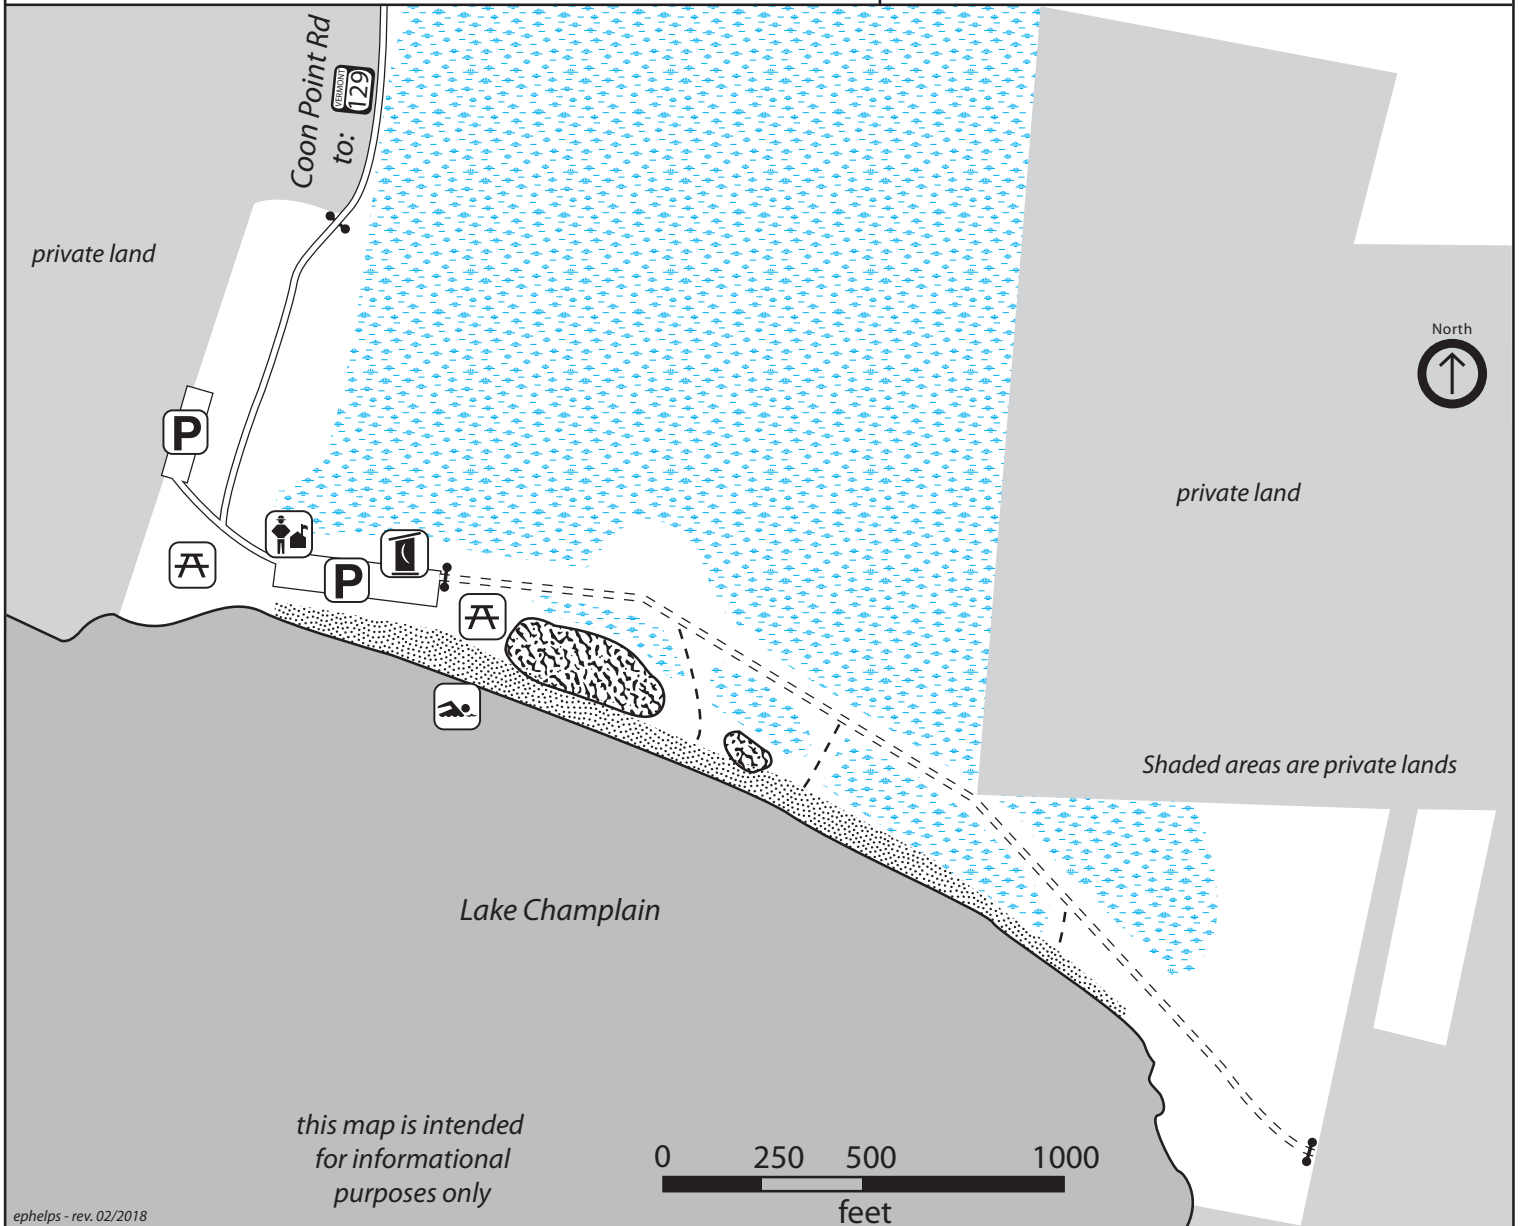 Coon Point Rd
to:
VERMONT
129
private land
North
private land
P
P
Shaded areas are private lands
Lake Champlain
this map is intended
for informational
purposes only
0 250 500 1000
feet
ephelps - rev. 02/2018